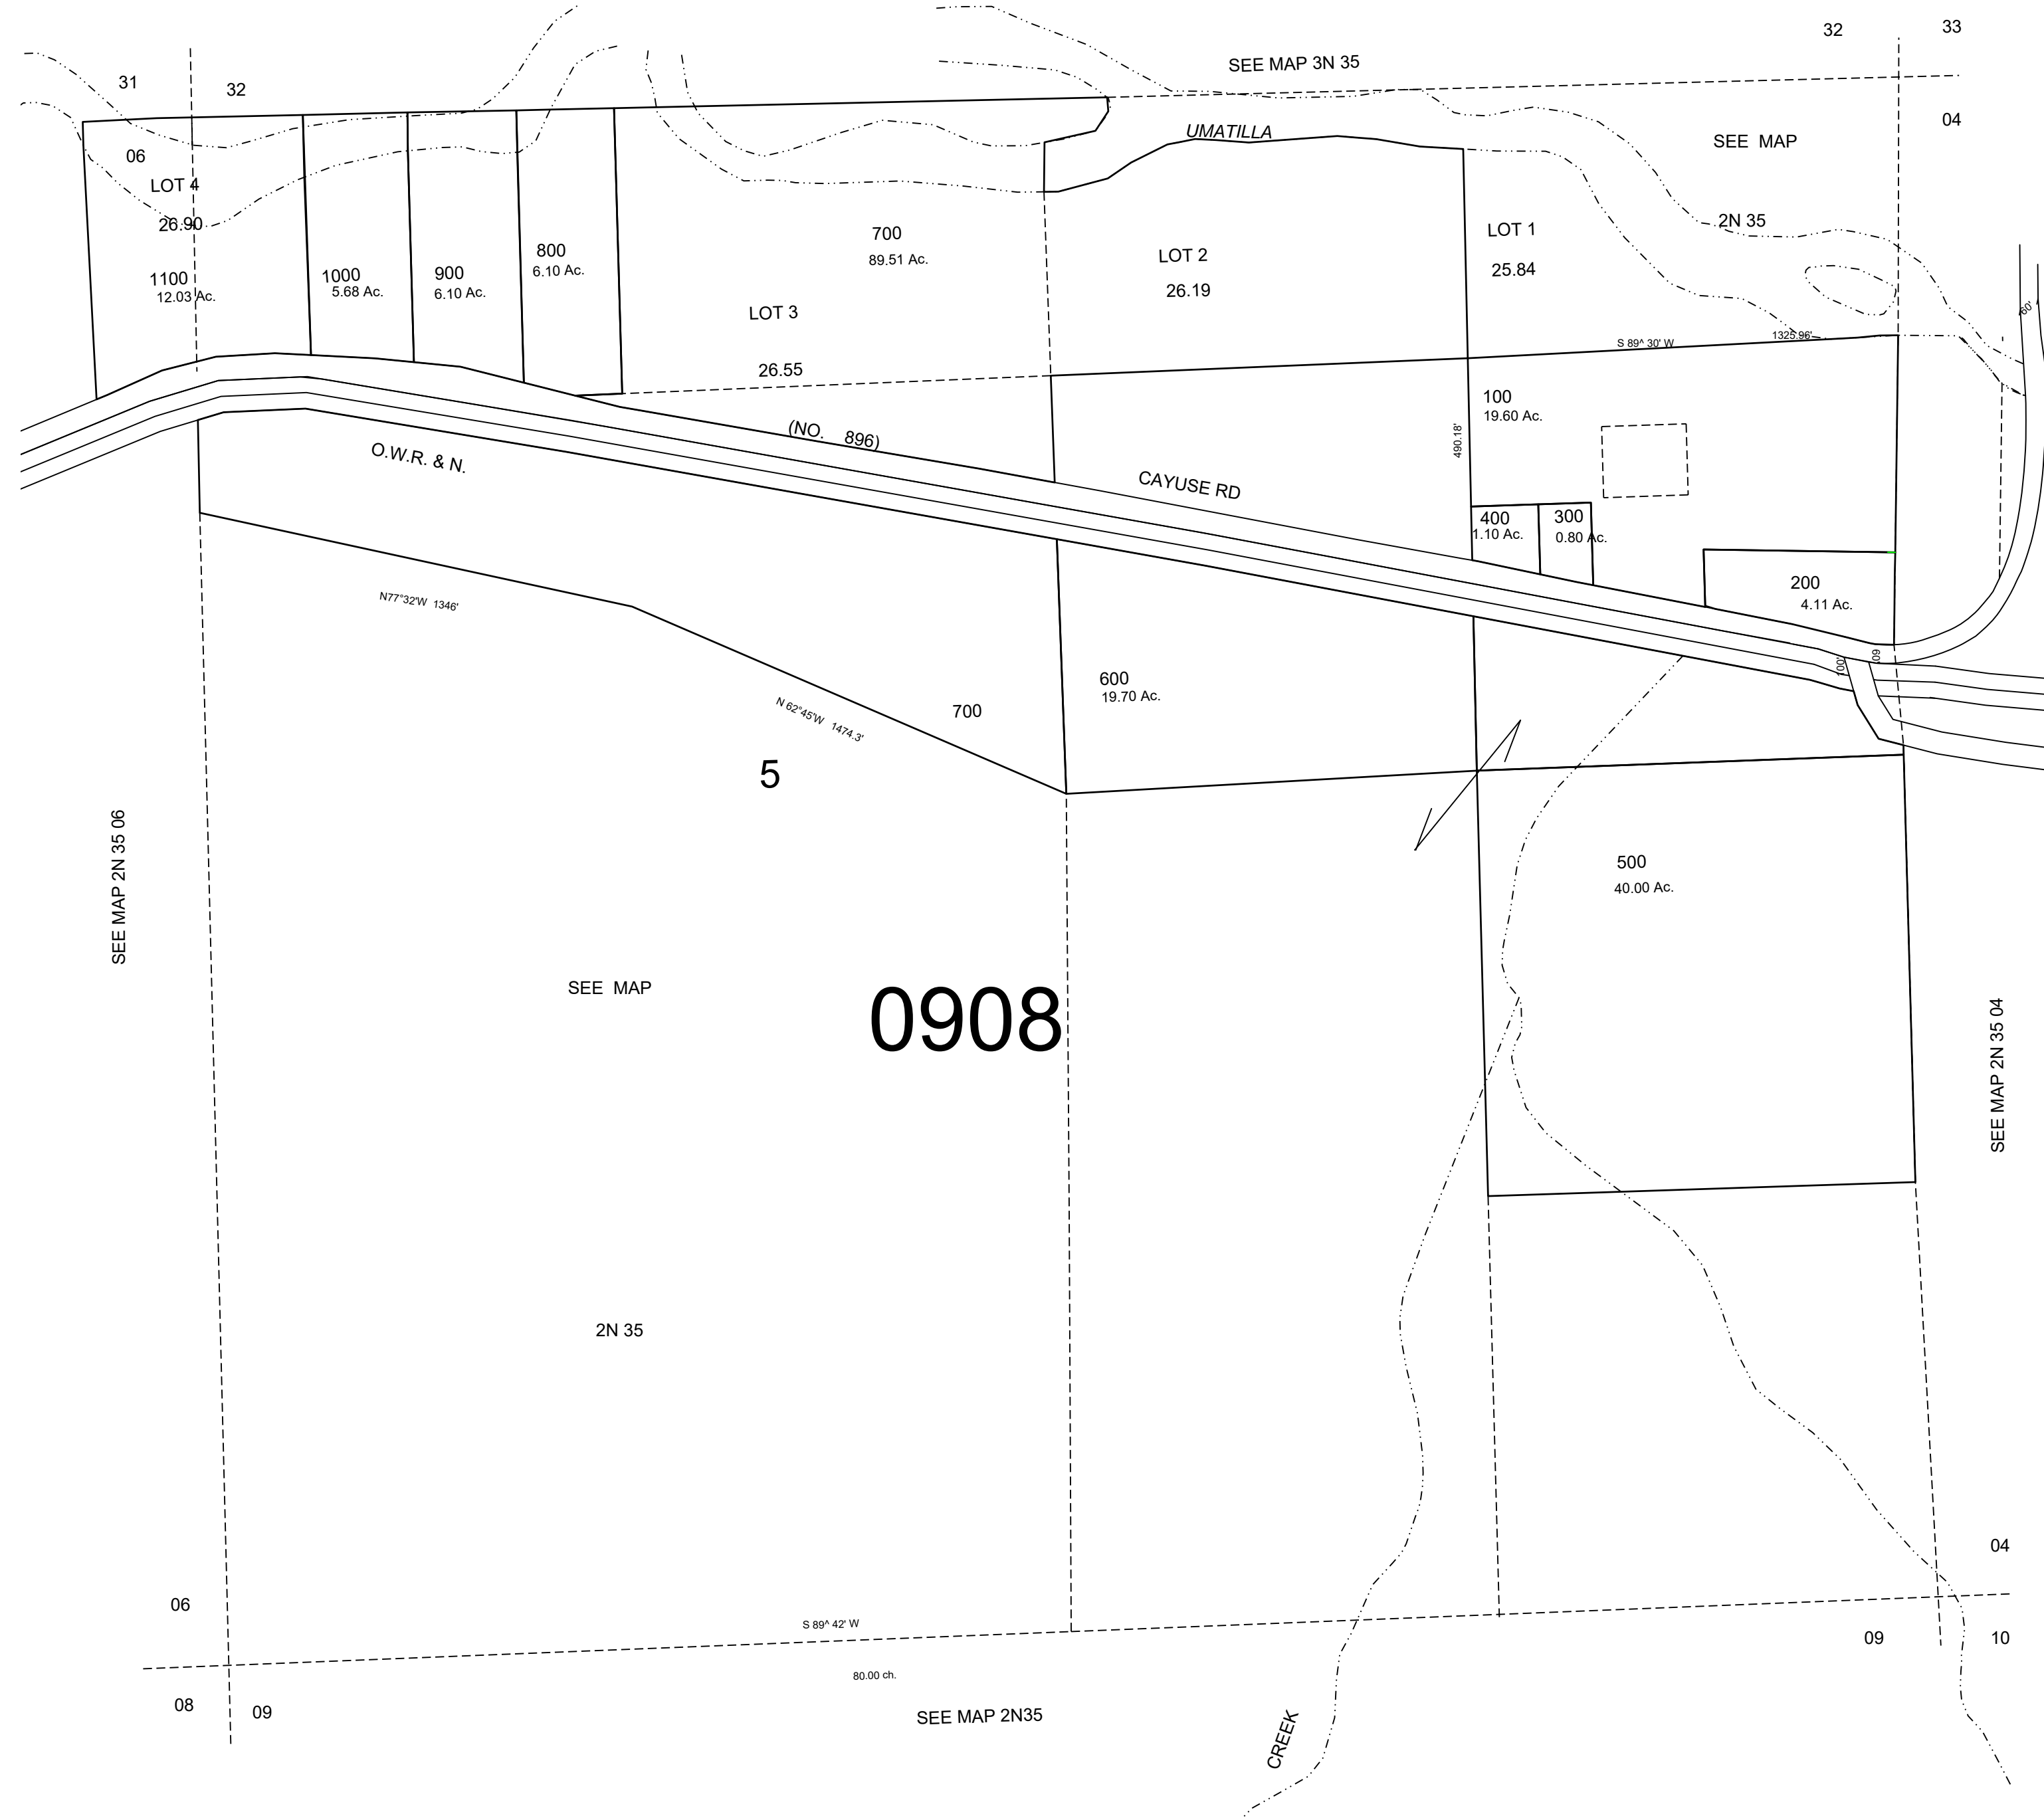 32
33
SEE MAP 3N 35
31
32
04
UMATILLA
SEE MAP
06
LOT 4
26.90
2N 35
LOT 1
25.84
700
89.51 Ac.
LOT 2
26.19
800
6.10 Ac.
900
6.10 Ac.
1000
5.68 Ac.
1100
12.03 Ac.
60'
LOT 3
26.55
S 89^ 30' W
1325.96'
100
19.60 Ac.
(NO. 896)
490.18'
O.W.R. & N.
CAYUSE RD
400
1.10 Ac.
300
0.80 Ac.
200
4.11 Ac.
N77°32'W 1346'
100'
60'
600
19.70 Ac.
N 62°45'W 1474.3'
700
5
500
40.00 Ac.
SEE MAP 2N 35 06
SEE MAP
0908
SEE MAP 2N 35 04
2N 35
04
06
S 89^ 42' W
09
10
80.00 ch.
08
09
SEE MAP 2N35
CREEK